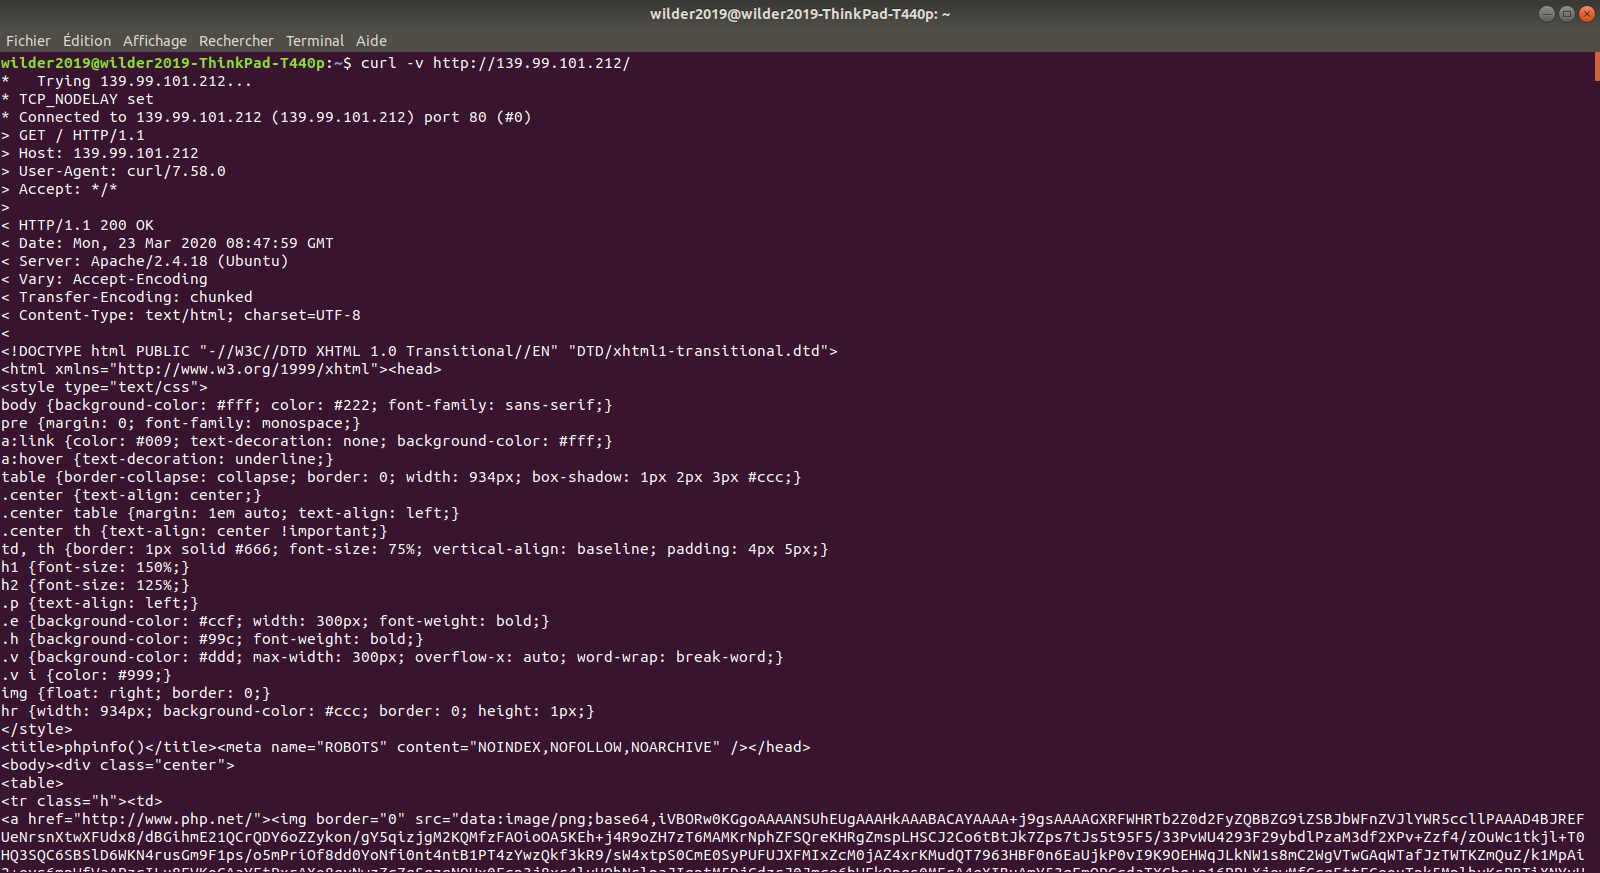 wilder2019@wilder2019-ThinkPad-T440p: ~
Fichier Édition Affichage Rechercher Terminal Aide
wilder2019@wilder2019-ThinkPad-T440p:~$ curl -v http://139.99.101.212/
*   Trying 139.99.101.212...
* TCP_NODELAY set
* Connected to 139.99.101.212 (139.99.101.212) port 80 (#0)
> GET / HTTP/1.1
> Host: 139.99.101.212
> User-Agent: curl/7.58.0
> Accept: */*
>
< HTTP/1.1 200 OK
< Date: Mon, 23 Mar 2020 08:47:59 GMT
< Server: Apache/2.4.18 (Ubuntu)
< Vary: Accept-Encoding
< Transfer-Encoding: chunked
< Content-Type: text/html; charset=UTF-8
<
<!DOCTYPE html PUBLIC "-//W3C//DTD XHTML 1.0 Transitional//EN" "DTD/xhtml1-transitional.dtd">
<html xmlns="http://www.w3.org/1999/xhtml"><head>
<style type="text/css">
body {background-color: #fff; color: #222; font-family: sans-serif;}
pre {margin: 0; font-family: monospace;}
a:link {color: #009; text-decoration: none; background-color: #fff;}
a:hover {text-decoration: underline;}
table {border-collapse: collapse; border: 0; width: 934px; box-shadow: 1px 2px 3px #ccc;}
.center {text-align: center;}
.center table {margin: 1em auto; text-align: left;}
.center th {text-align: center !important;}
td, th {border: 1px solid #666; font-size: 75%; vertical-align: baseline; padding: 4px 5px;}
h1 {font-size: 150%;}
h2 {font-size: 125%;}
.p {text-align: left;}
.e {background-color: #ccf; width: 300px; font-weight: bold;}
.h {background-color: #99c; font-weight: bold;}
.v {background-color: #ddd; max-width: 300px; overflow-x: auto; word-wrap: break-word;}
.v i {color: #999;}
img {float: right; border: 0;}
hr {width: 934px; background-color: #ccc; border: 0; height: 1px;}
</style>
<title>phpinfo()</title><meta name="ROBOTS" content="NOINDEX,NOFOLLOW,NOARCHIVE" /></head>
<body><div class="center">
<table>
<tr class="h"><td>
<a href="http://www.php.net/"><img border="0" src="data:image/png;base64,iVBORw0KGgoAAAANSUhEUgAAAHkAAABACAYAAAA+j9gsAAAAGXRFWHRTb2Z0d2FyZQBBZG9iZSBJbWFnZVJlYWR5ccllPAAAD4BJREFU
UeNrsnXtwXFUdx8/dBGihmE21QCrQDY6oZZykon/gY5qizjgM2KQMfzFAOioOA5KEh+j4R9oZH7zT6MAMKrNphZFSQreKHRgZmspLHSCJ2Co6tBtJk7Zps7tJs5t95F5/33PvWU4293F29ybdlPzaM3df2XPv+Zzf4/zOuWc1tkjl+T0
HQ3SQC6SBSlD6WKN4rusGm9F1ps/o5mPriOf8dd0YoNfi0nt4ntB1PT4zYwzQkf3kR9/sW4xtpS0CmE0SyPUFUJXFMIxZcM0jAZ4xrKMudQT7963HBF0n6EaUjkP0vI9K9OEHWqJLkNW1s8mC2WgVTwGAqWTafJzTWTKZmQuZ/k1MpAi